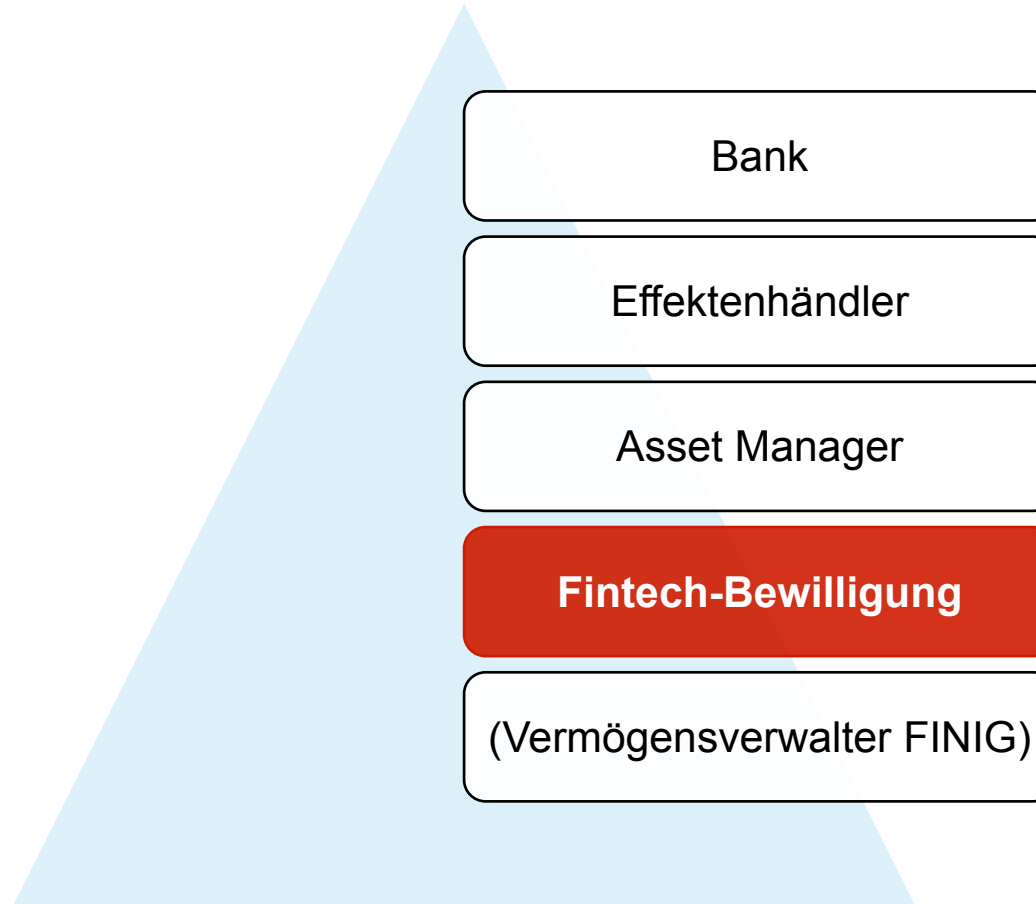 Bank
Effektenhändler
Asset Manager
Fintech-Bewilligung
(Vermögensverwalter FINIG)